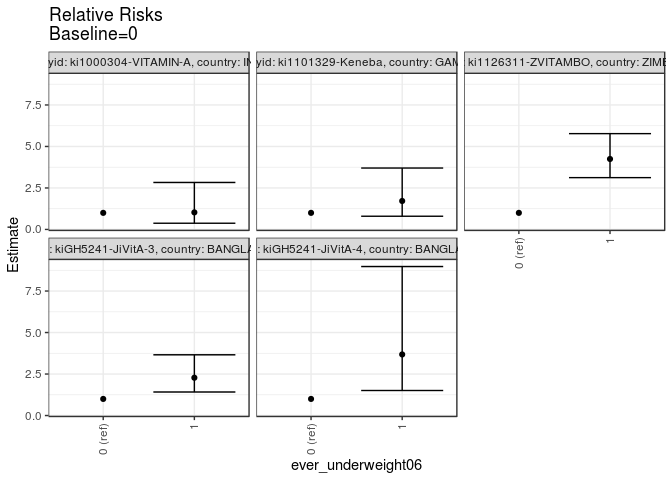 Relative Risks
Baseline=0
yid: ki1000304-VITAMIN-A, country: IN
yid: ki1101329-Keneba, country: GAM
ki1126311-ZVITAMBO, country: ZIME
7.5
5.0
2.5
0.0
0 (ref)
1
: kiGH5241-JiVitA-3, country: BANGLA
: kiGH5241-JiVitA-4, country: BANGLA
7.5
5.0
2.5
0.0
0 (ref)
1
0 (ref)
1
Estimate
ever_underweight06